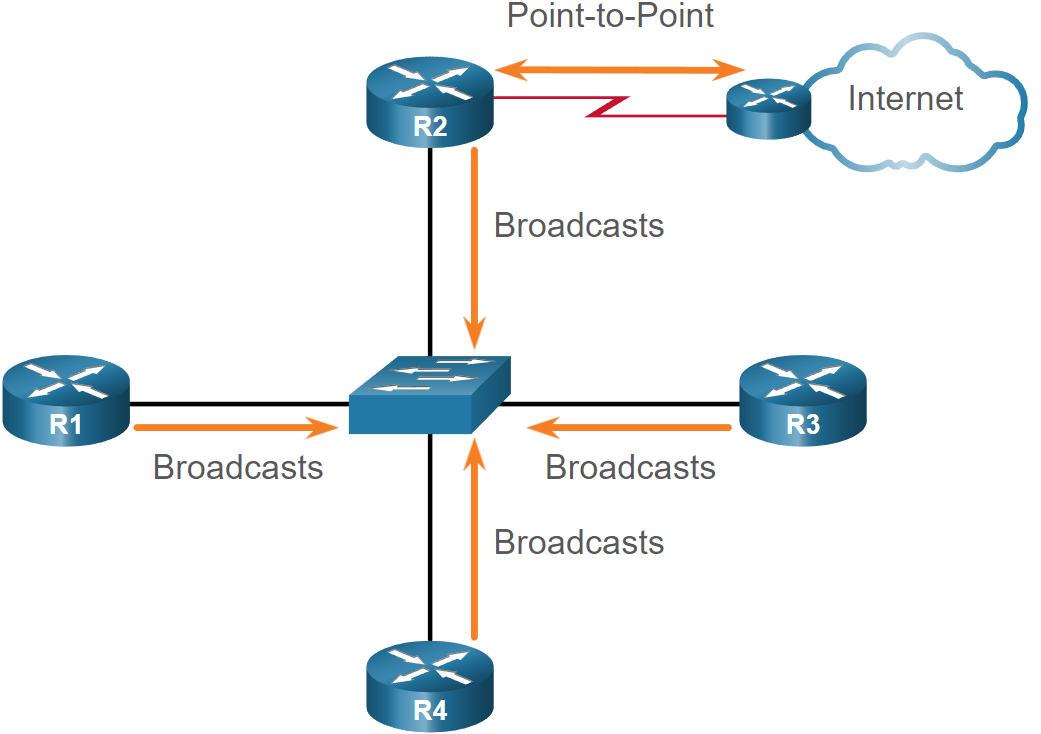 Point-to-Point
Internet
R2
Broadcasts
R1
R3
Broadcasts
Broadcasts
Broadcasts
R4